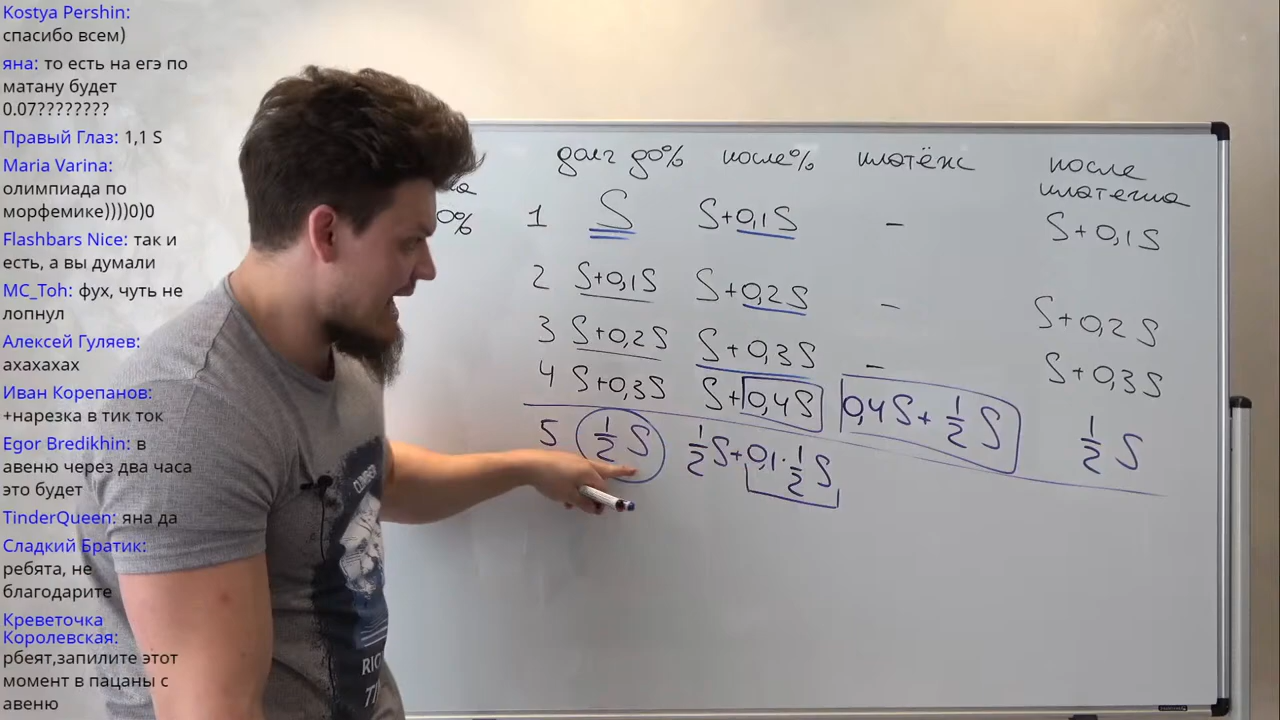 Kostya Pershin:
спасибо всем)
яна: то есть на егэ по
матану будет
0.07????????
Правый Глаз: 1,1 S
Maria Varina:
олимпиада по
морфемике))))0)0
Flashbars Nice: так и
есть, а вы думали
MC_Toh: фух, чуть не
лопнул
Алексей Гуляев:
ахахахах
Иван Корепанов:
+нарезка в тик ток
Egor Bredikhin: в
авеню через два часа
это будет
TinderQueen: яна да
Сладкий Братик:
ребята, не
благодарите
Креветочка
Королевская:
рбеят,запилите этот
момент в пацаны с
авеню
долг до% после% платёж после
платежа
0%
1 S S+0,1S - S+0,1S
2 S+0,1S S+0,2S - S+0,2S
3 S+0,2S S+0,3S - S+0,3S
4 S+0,3S S+0,4S 0,4S+1/2 S 1/2 S
5 1/2 S 1/2 S+0,1·1/2 S
CLIMBER